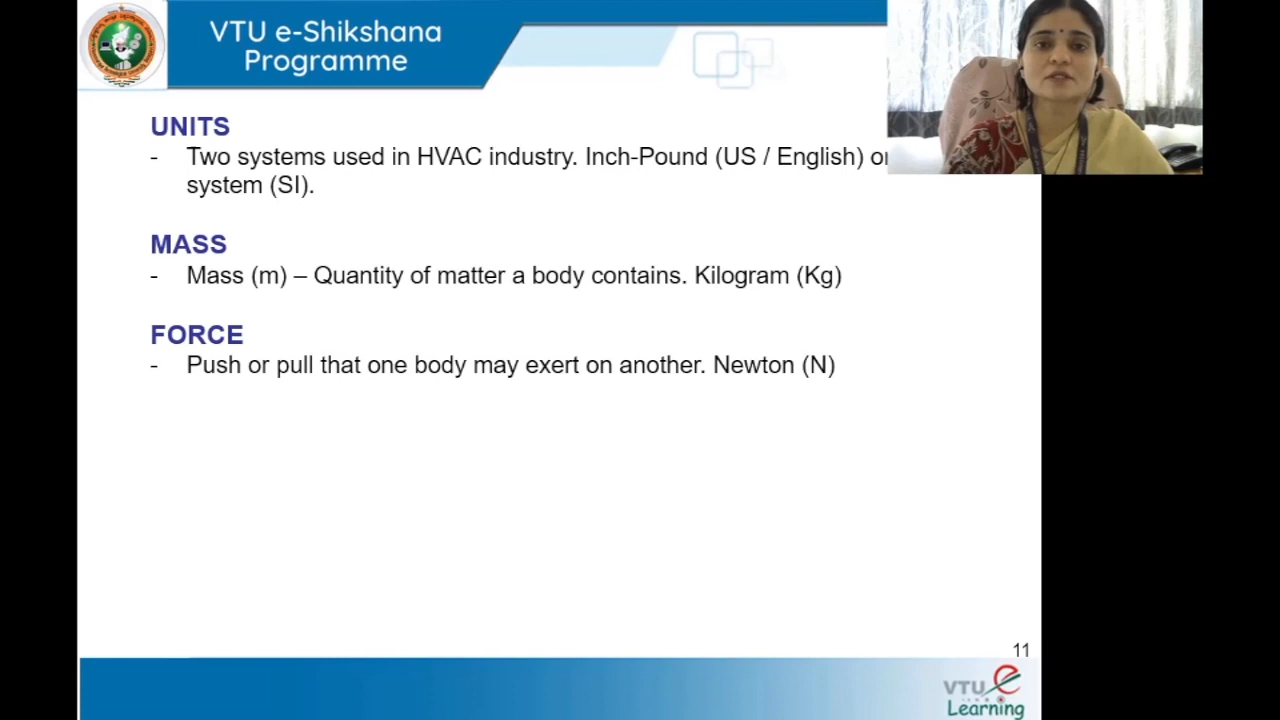 VTU e-Shikshana
Programme
UNITS
- Two systems used in HVAC industry. Inch-Pound (US / English) or
system (SI).
MASS
- Mass (m) – Quantity of matter a body contains. Kilogram (Kg)
FORCE
- Push or pull that one body may exert on another. Newton (N)
11
VTU e
Learning